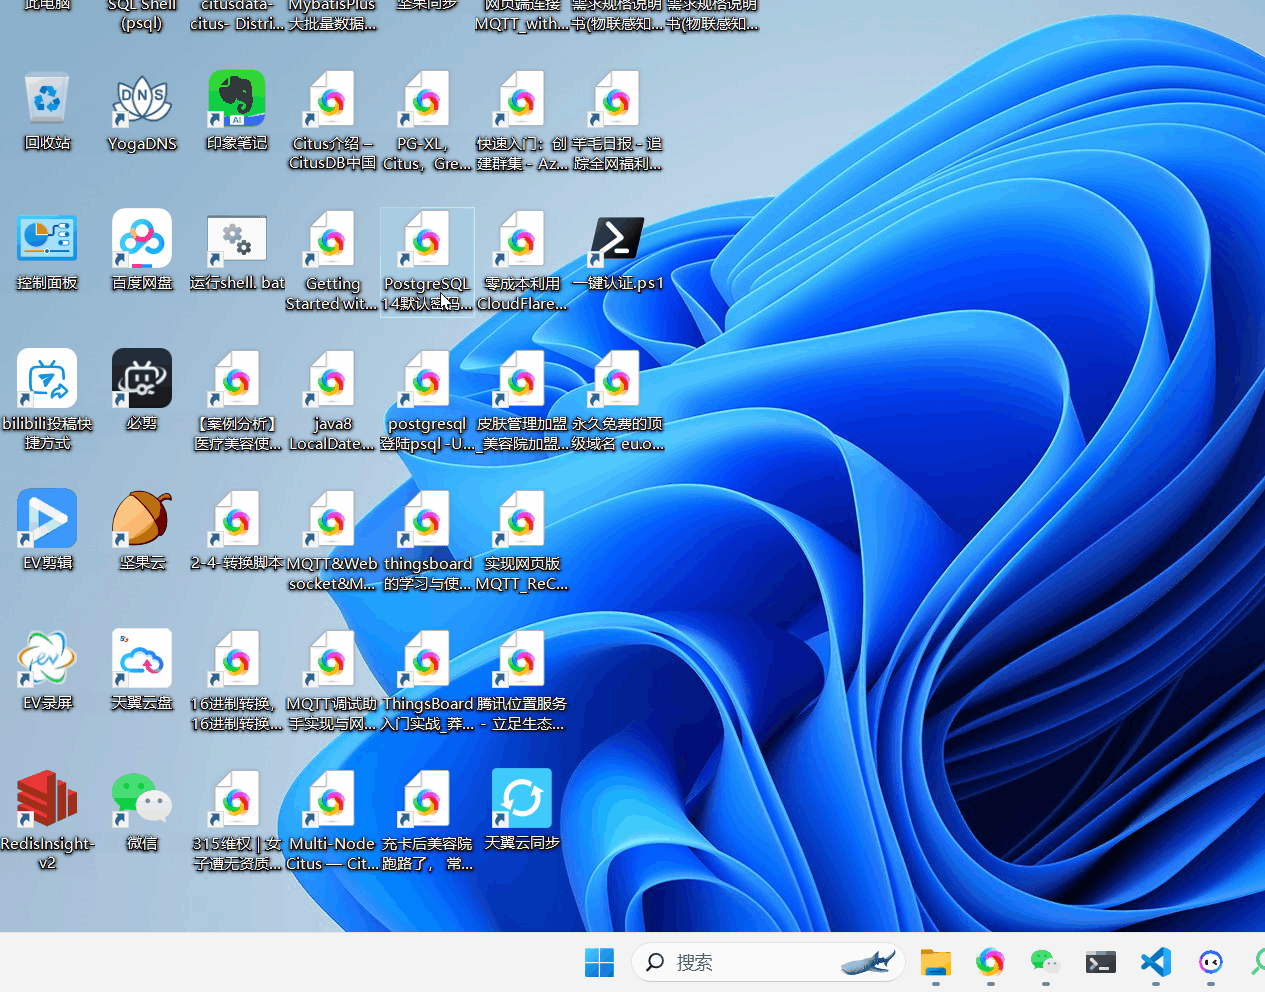 此电脑
SQL Shell
(psql)
citusdata-
citus- Distri...
MybatisPlus
大批量数据...
坚果同步
网页端连接
MQTT_with...
需求规格说明
书(物联感知...
需求规格说明
书(物联感知...
回收站
YogaDNS
印象笔记
Citus介绍 –
CitusDB中国
PG-XL,
Citus，Gre...
快速入门：创
建群集 - Az...
羊毛日报 - 追
踪全网福利...
控制面板
百度网盘
运行shell. bat
Getting
Started wit...
PostgreSQL
14默认密码...
零成本利用
CloudFlare...
一键认证.ps1
bilibili投稿快
捷方式
必剪
【案例分析】
医疗美容使...
java8
LocalDate...
postgresql
登陆psql -U...
皮肤管理加盟
_美容院加盟...
永久免费的顶
级域名 eu.o...
EV剪辑
坚果云
2-4-转换脚本
MQTT&Web
socket&M...
thingsboard
的学习与使...
实现网页版
MQTT_ReC...
EV录屏
天翼云盘
16进制转换，
16进制转换...
MQTT调试助
手实现与网...
ThingsBoard
入门实战_莽...
腾讯位置服务
- 立足生态...
RedisInsight-
v2
微信
315维权 | 女
子遭无资质...
Multi-Node
Citus — Cit...
充卡后美容院
跑路了， 常...
天翼云同步
搜索